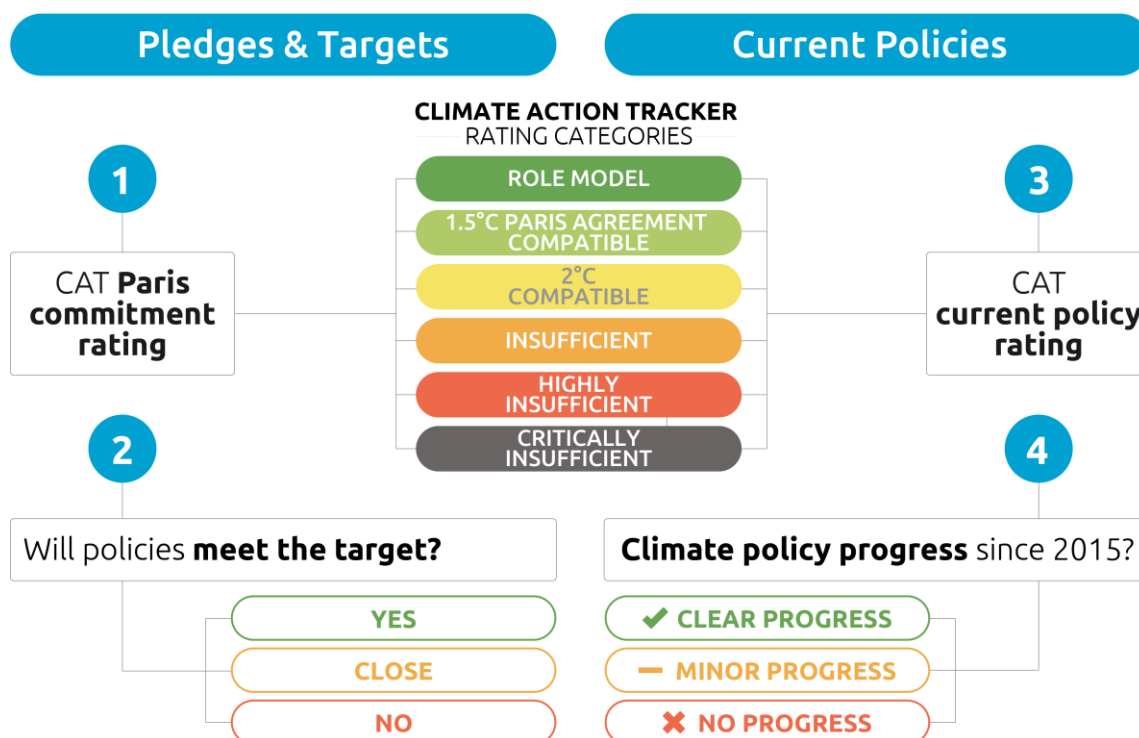 Pledges & Targets
Current Policies
CLIMATE ACTION TRACKER
RATING CATEGORIES
1
CAT Paris
commitment
rating
ROLE MODEL
1.5°C PARIS AGREEMENT
COMPATIBLE
2°C
COMPATIBLE
INSUFFICIENT
HIGHLY
INSUFFICIENT
CRITICALLY
INSUFFICIENT
3
CAT
current policy
rating
2
Will policies meet the target?
YES
CLOSE
NO
4
Climate policy progress since 2015?
✔ CLEAR PROGRESS
– MINOR PROGRESS
✖ NO PROGRESS